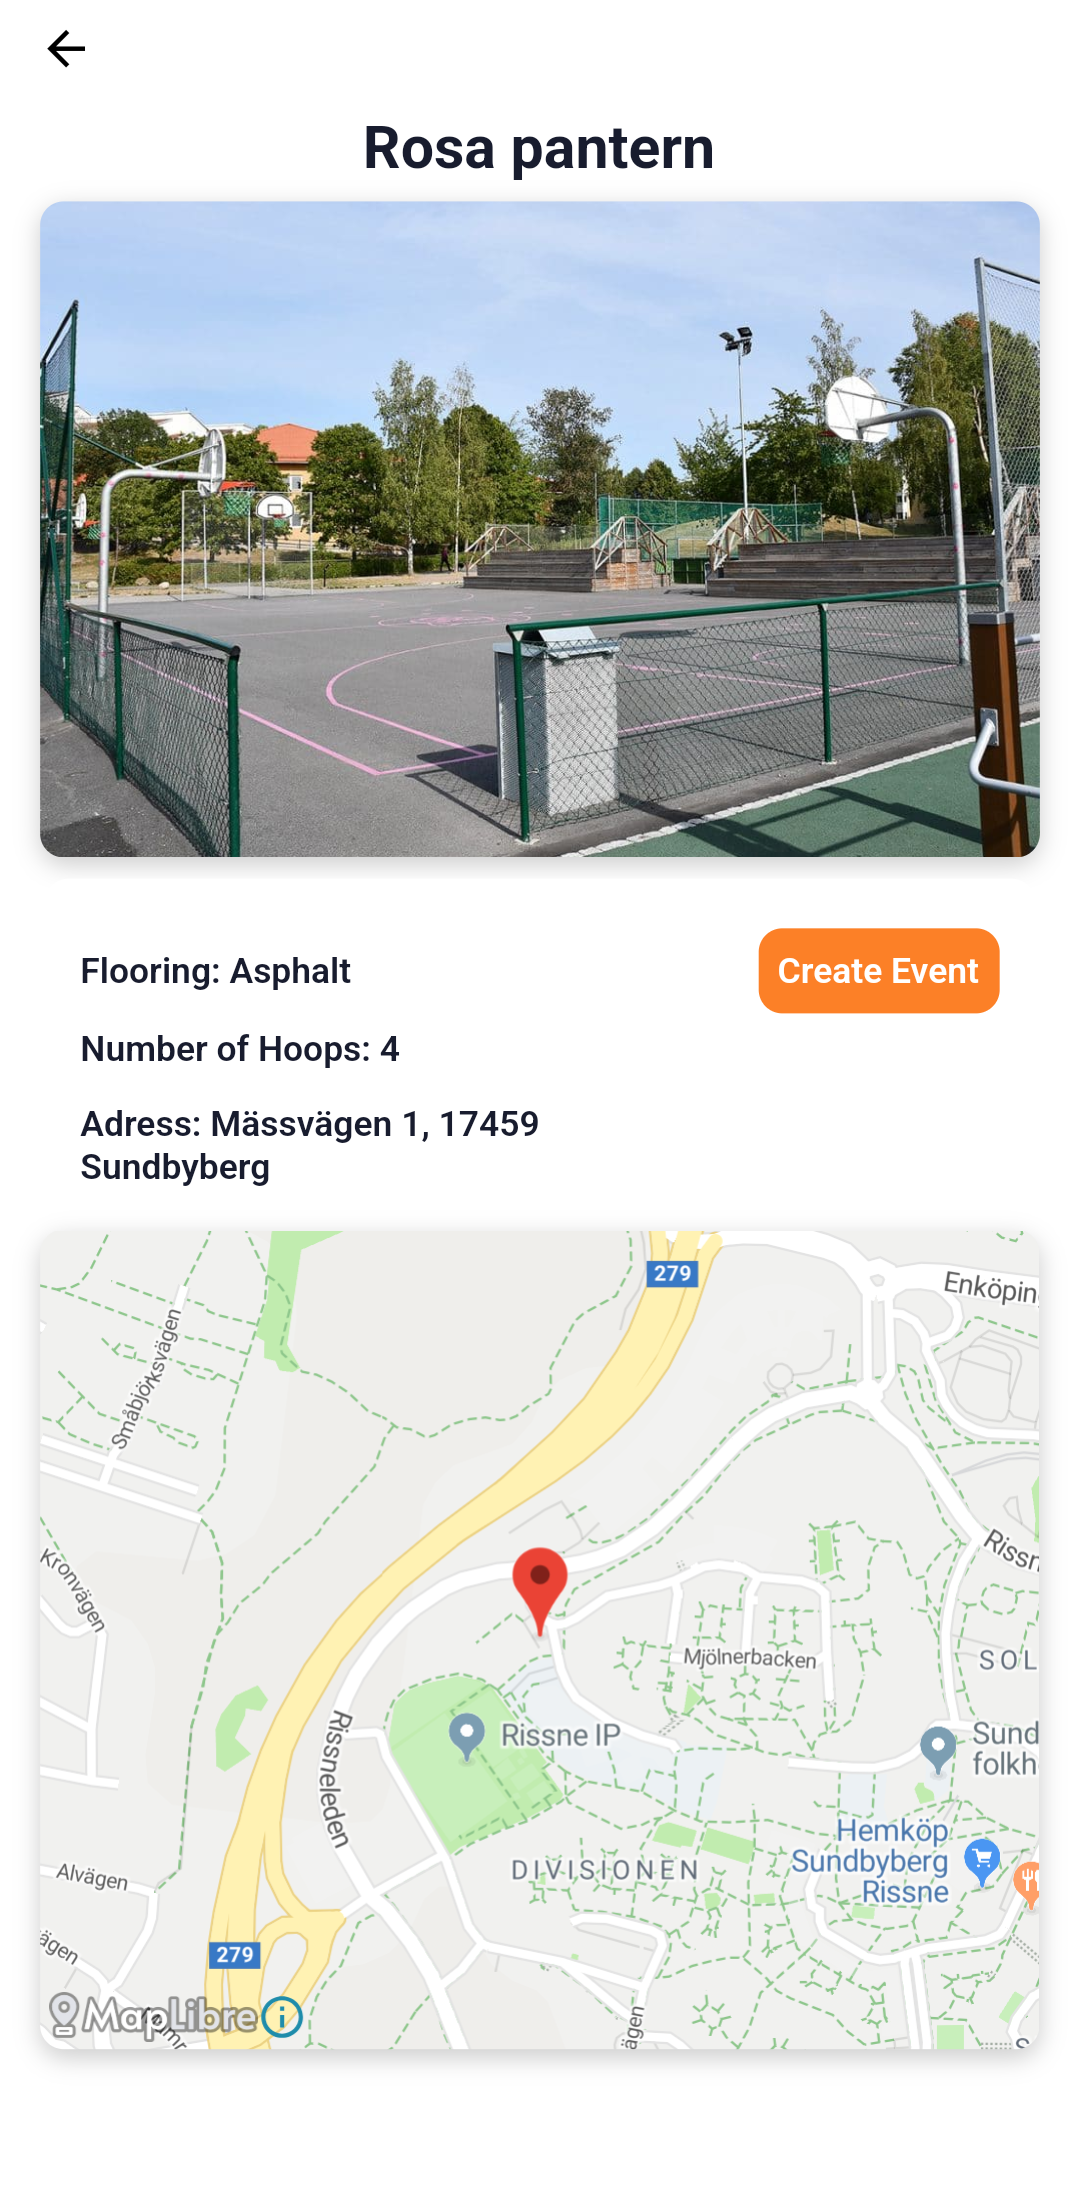 Rosa pantern
Flooring: Asphalt
Create Event
Number of Hoops: 4
Adress: Mässvägen 1, 17459
Sundbyberg
279
Enköpin
Småbjörksvägen
Kronvägen
Rissn
Mjölnerbacken
SOL
Rissneleden
Rissne IP
Sund
folkh
Hemköp
Sundbyberg
Rissne
DIVISIONEN
Alvägen
ägen
279
MapLibre
ägen